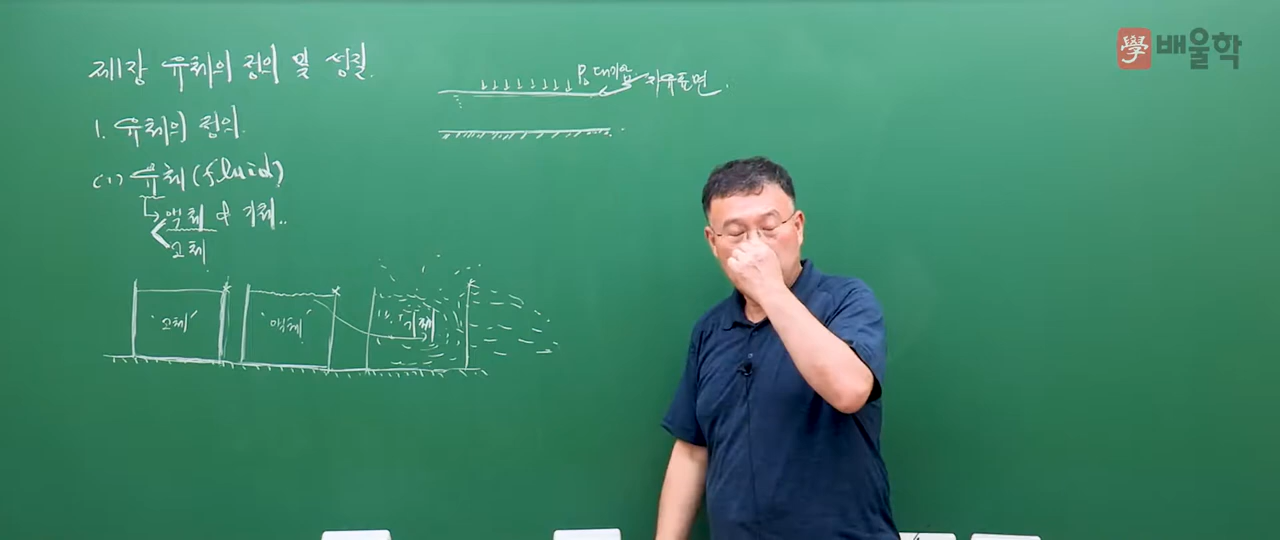 제1장 유체의 정의 및 성질.
1. 유체의 정의.
(1) 유체(fluid)
액체 & 기체..
고체.
"고체"
"액체"
기체
P₀ 대기압
자유표면.
學 배울학